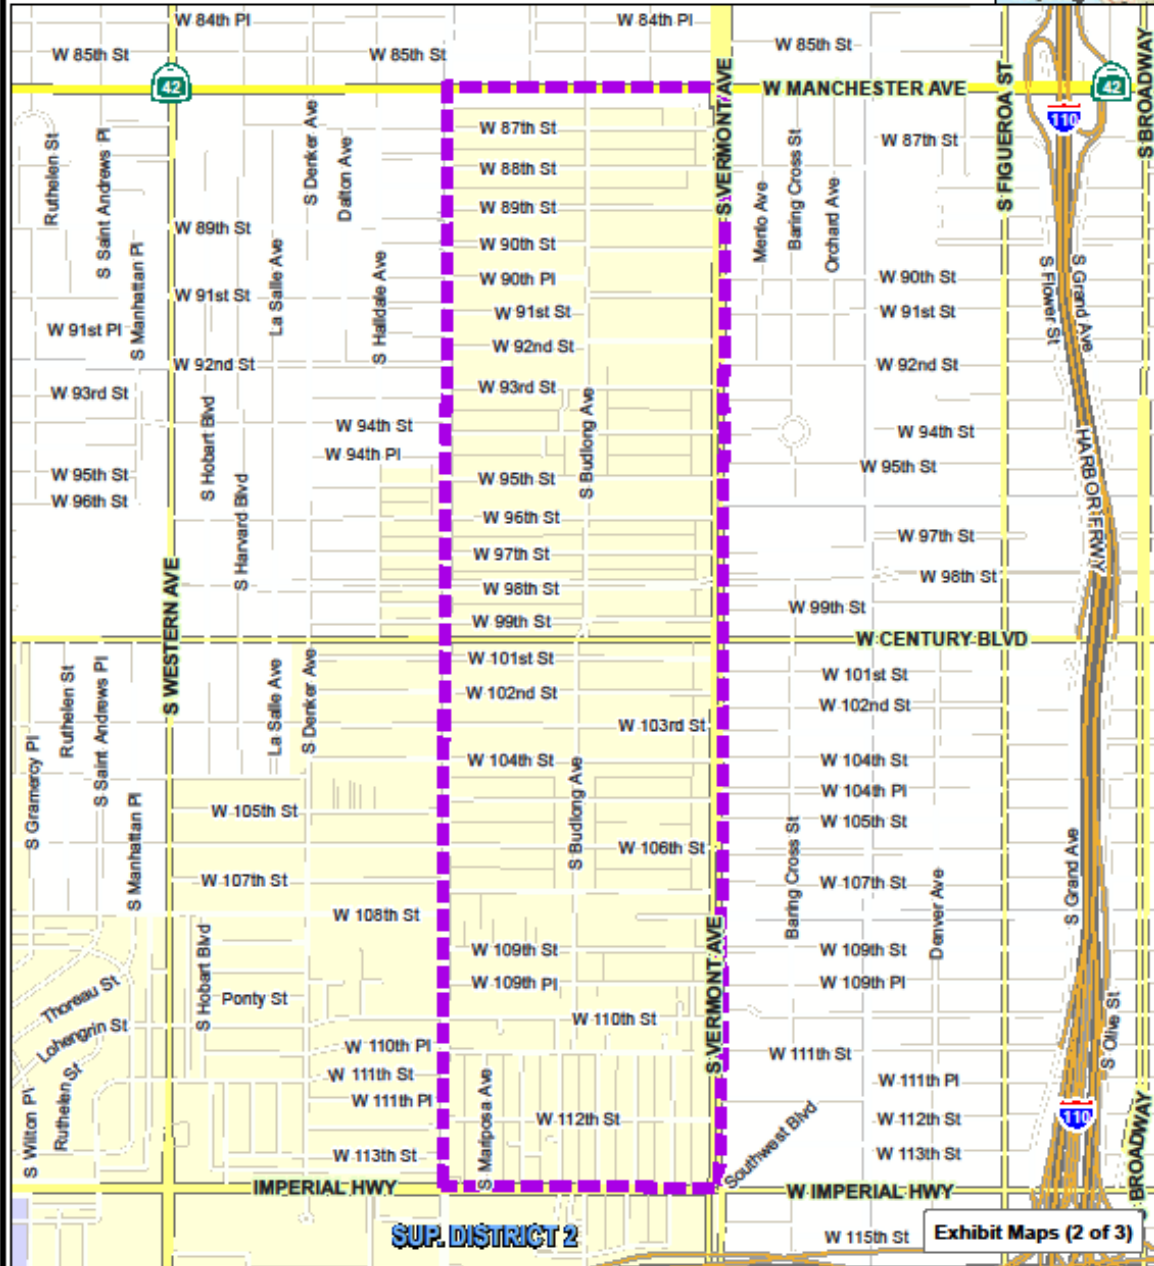 W 84th Pl
W 84th Pl
W 85th St
W 85th St
W 85th St
42
W MANCHESTER AVE
42
110
S BROADWAY
S FIGUEROA ST
S VERMONT AVE
Ruthelen St
S Saint Andrews Pl
S Denker Ave
Dalton Ave
W 87th St
W 87th St
Baring Cross St
W 88th St
Menlo Ave
Orchard Ave
W 89th St
W 89th St
S Manhattan Pl
La Salle Ave
S Halldale Ave
W 90th St
W 90th Pl
W 90th St
S Flower St
S Grand Ave
W 91st St
W 91st St
W 91st St
W 91st Pl
W 92nd St
W 92nd St
W 92nd St
W 93rd St
W 93rd St
S Hobart Blvd
S Budlong Ave
W 94th St
W 94th St
W 94th Pl
HARBOR FRWY
W 95th St
W 95th St
W 95th St
W 96th St
S Harvard Blvd
W 96th St
W 97th St
W 97th St
W 98th St
W 98th St
S WESTERN AVE
W 99th St
W 99th St
W CENTURY BLVD
W 101st St
W 101st St
Ruthelen St
S Saint Andrews Pl
La Salle Ave
S Denker Ave
W 102nd St
W 102nd St
W 103rd St
S Gramercy Pl
W 104th St
W 104th St
W 104th Pl
S Manhattan Pl
W 105th St
S Budlong Ave
W 105th St
W 106th St
Baring Cross St
S Grand Ave
W 107th St
W 107th St
Denver Ave
W 108th St
S VERMONT AVE
S Hobart Blvd
W 109th St
W 109th St
W 109th Pl
W 109th Pl
Thoreau St
Ponty St
W 110th St
S Olive St
Lohengrin St
W 110th Pl
W 111th St
W 111th St
W 111th Pl
W 111th Pl
S Wilton Pl
Ruthelen St
S Mariposa Ave
W 112th St
W 112th St
110
Southwest Blvd
W 113th St
W 113th St
BROADWAY
IMPERIAL HWY
W IMPERIAL HWY
SUP. DISTRICT 2
W 115th St
Exhibit Maps (2 of 3)